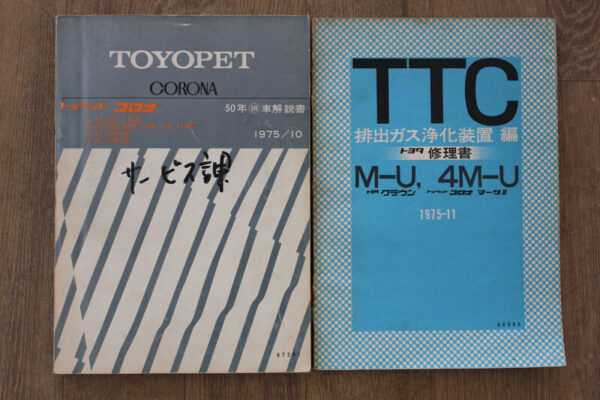 TOYOPET
CORONA
トヨペット コロナ
50年 車解説書
1975/10
サービス課
TTC
排出ガス浄化装置 編
トヨタ 修理書
M-U, 4M-U
トヨタ クラウン トヨペット コロナ マークⅡ
1975-11